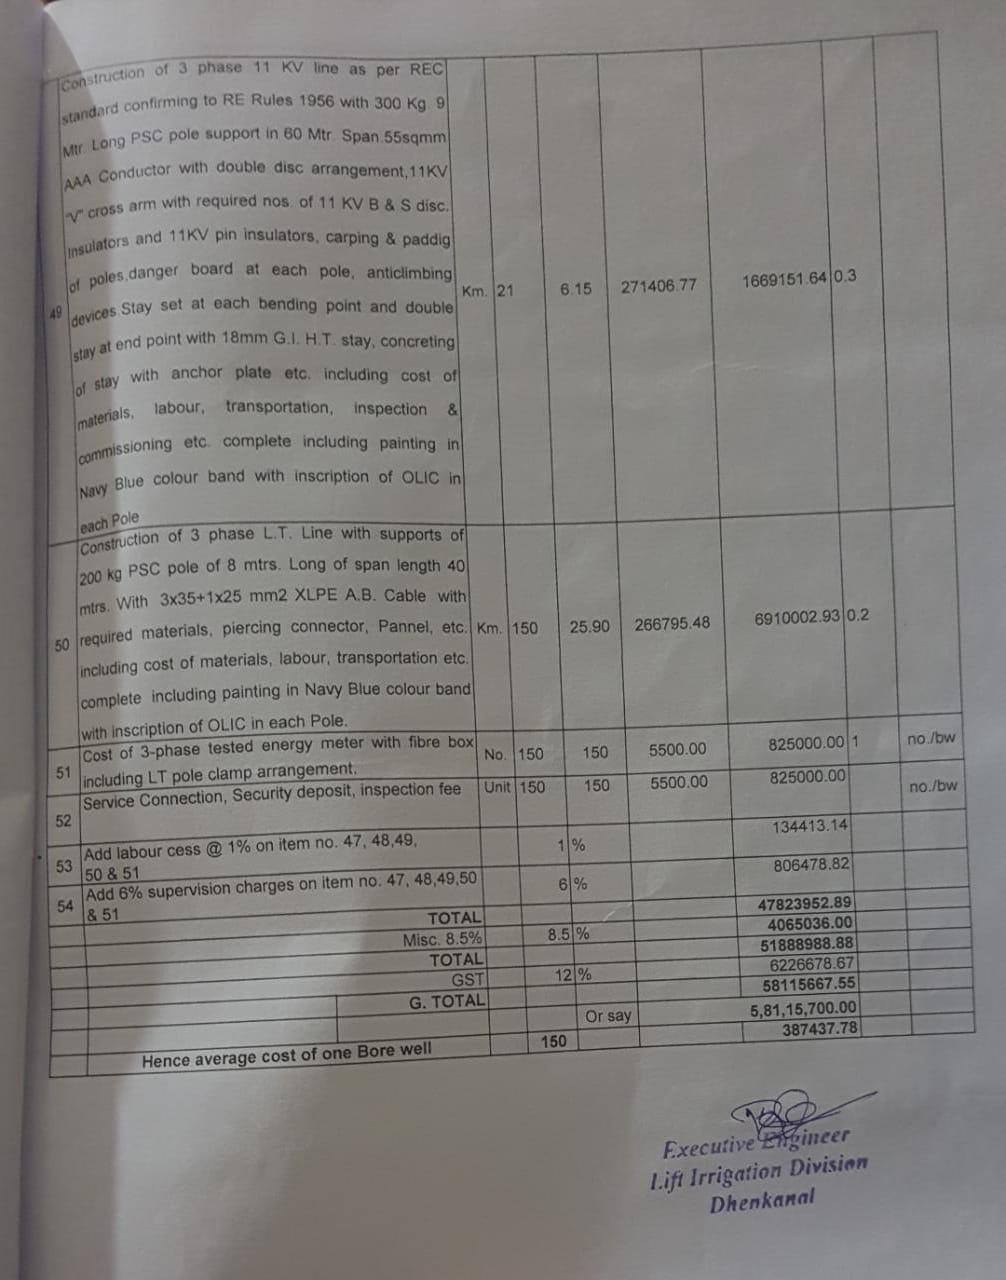 Construction of 3 phase 11 KV line as per REC
standard confirming to RE Rules 1956 with 300 Kg. 9
Mtr. Long PSC pole support in 60 Mtr. Span.55sqmm
AAA Conductor with double disc arrangement,11KV
"V" cross arm with required nos. of 11 KV B & S disc.
Insulators and 11KV pin insulators, carping & paddig
of poles,danger board at each pole, anticlimbing
49 devices.Stay set at each bending point and double Km. 21 6.15 271406.77 1669151.64 0.3
stay at end point with 18mm G.I. H.T. stay, concreting
of stay with anchor plate etc. including cost of
materials, labour, transportation, inspection &
commissioning etc. complete including painting in
Navy Blue colour band with inscription of OLIC in
each Pole
Construction of 3 phase L.T. Line with supports of
200 kg PSC pole of 8 mtrs. Long of span length 40
mtrs. With 3x35+1x25 mm2 XLPE A.B. Cable with
50 required materials, piercing connector, Pannel, etc. Km. 150 25.90 266795.48 6910002.93 0.2
including cost of materials, labour, transportation etc.
complete including painting in Navy Blue colour band
with inscription of OLIC in each Pole.
51 Cost of 3-phase tested energy meter with fibre box No. 150 150 5500.00 825000.00 1 no./bw
including LT pole clamp arrangement.
52 Service Connection, Security deposit, inspection fee Unit 150 150 5500.00 825000.00 no./bw
53 Add labour cess @ 1% on item no. 47, 48,49, 1 % 134413.14
50 & 51
54 Add 6% supervision charges on item no. 47, 48,49,50 6 % 806478.82
& 51
TOTAL 47823952.89
Misc. 8.5% 8.5 % 4065036.00
TOTAL 51888988.88
GST 12 % 6226678.67
G. TOTAL 58115667.55
Or say 5,81,15,700.00
Hence average cost of one Bore well 150 387437.78
Executive Engineer
Lift Irrigation Division
Dhenkanal